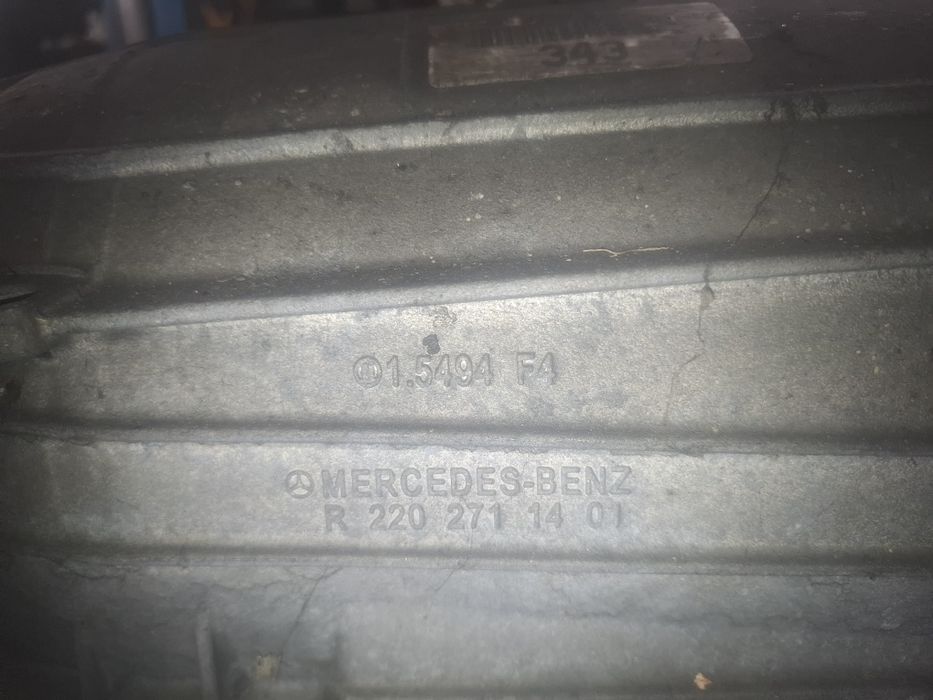 343
1.5494 F4
MERCEDES-BENZ
R 220 271 14 01